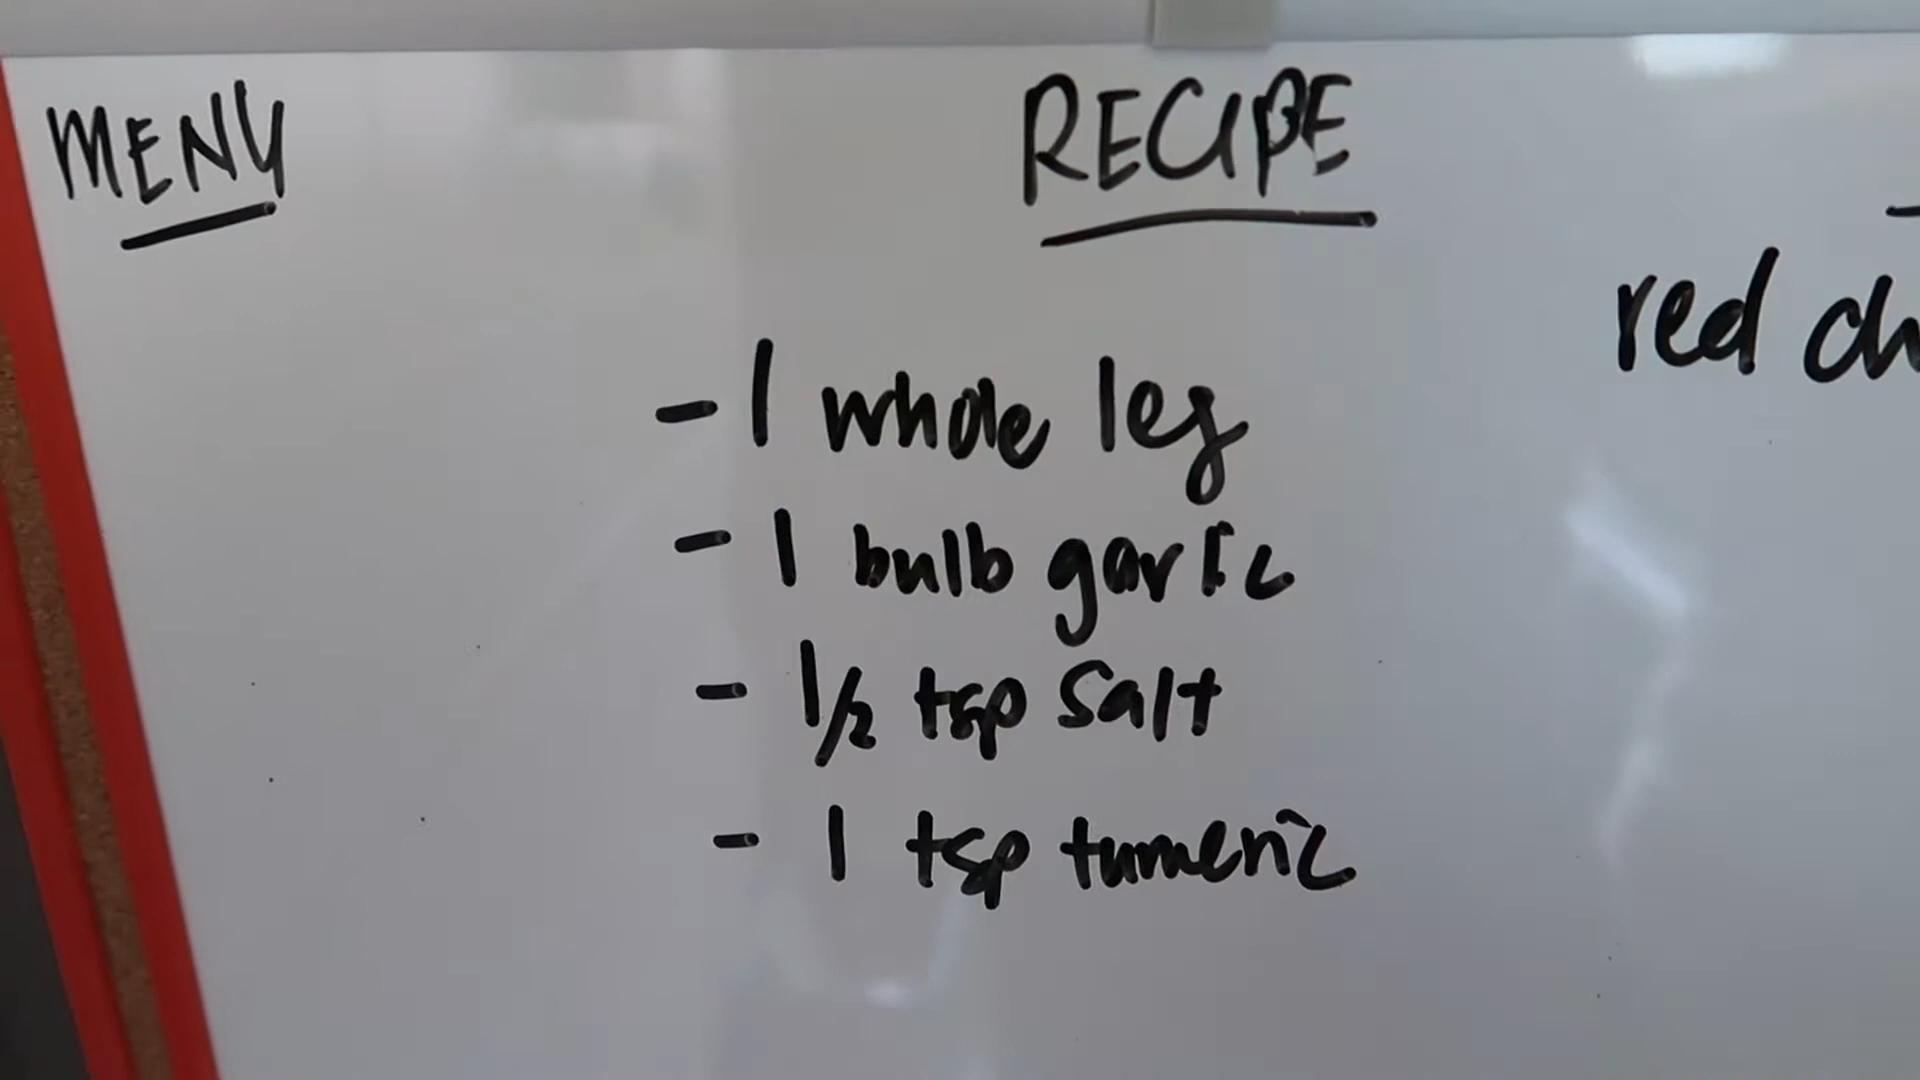 MENU
RECIPE
red ch
- 1 whole leg
- 1 bulb garlic
- 1/2 tsp salt
- 1 tsp tumeric